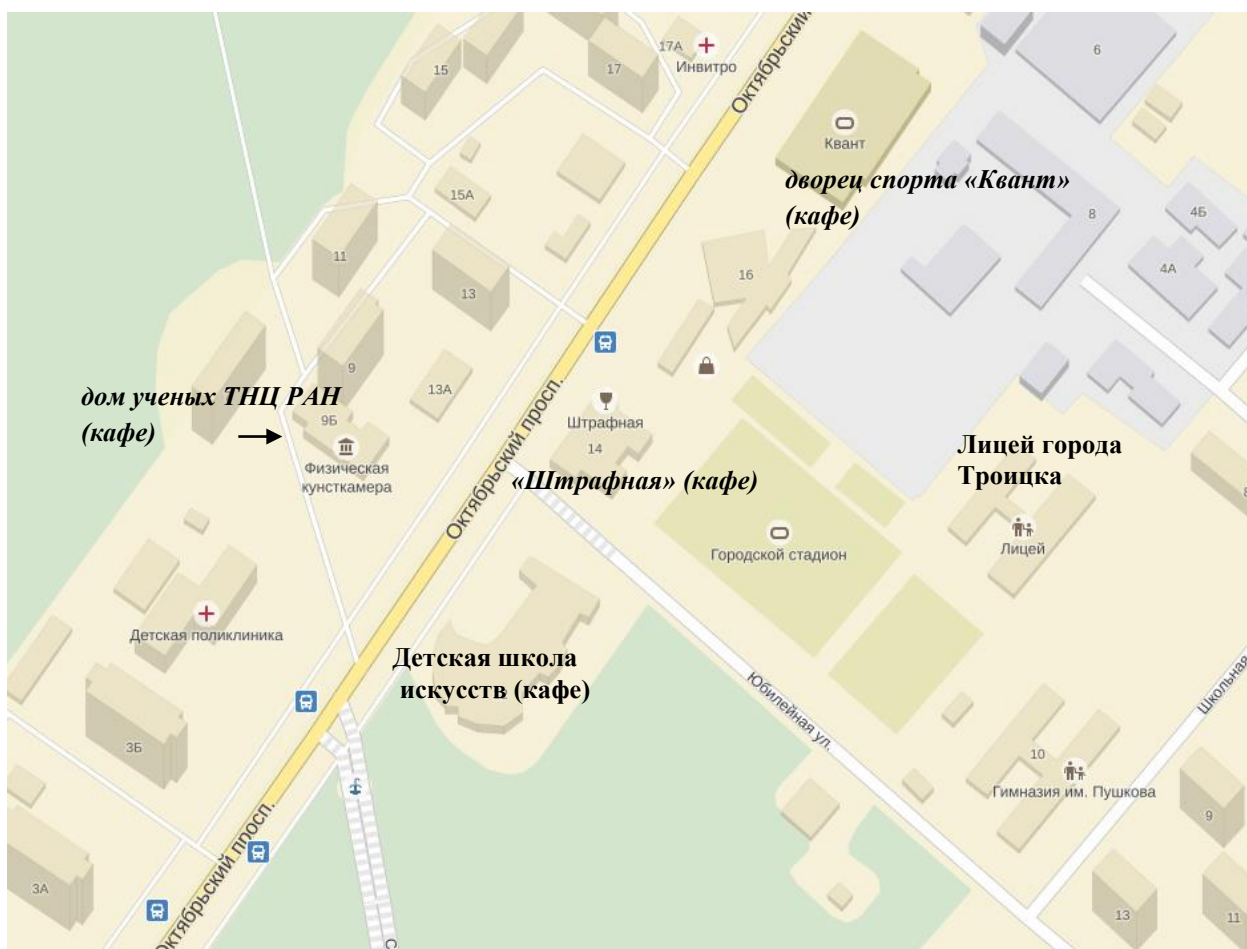 17А
Инвитро
Октябрьский
15
17
6
Квант
дворец спорта «Квант»
(кафе)
15А
8
4Б
4А
11
13
16
9
13А
дом ученых ТНЦ РАН
(кафе)
9Б
Физическая
кунсткамера
Октябрьский просп.
Штрафная
14
«Штрафная» (кафе)
Лицей города
Троицка
Лицей
Городской стадион
Детская поликлиника
Детская школа
искусств (кафе)
Юбилейная ул.
Школьная
3Б
10
Гимназия им. Пушкова
9
Октябрьский просп.
3А
13
11
С